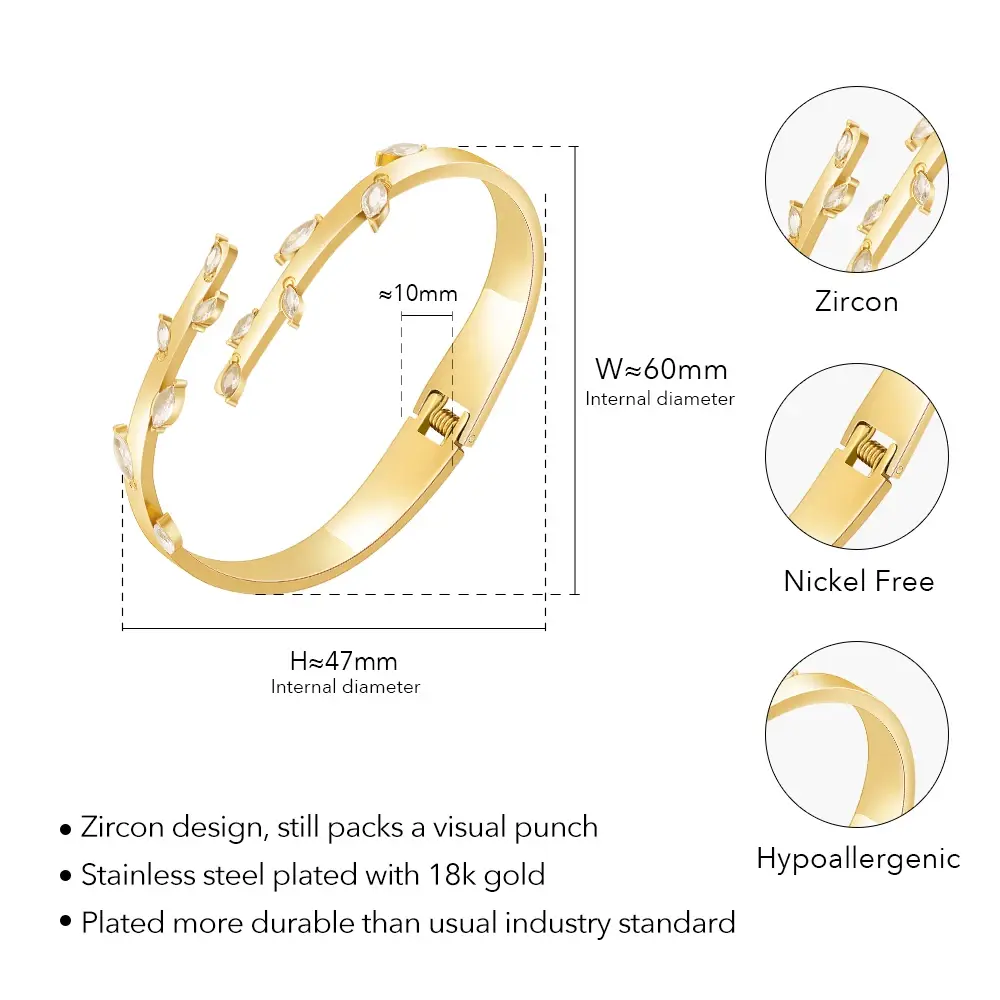 ≈10mm
W≈60mm
Internal diameter
H≈47mm
Internal diameter
Zircon
Nickel Free
Hypoallergenic
• Zircon design, still packs a visual punch
• Stainless steel plated with 18k gold
• Plated more durable than usual industry standard